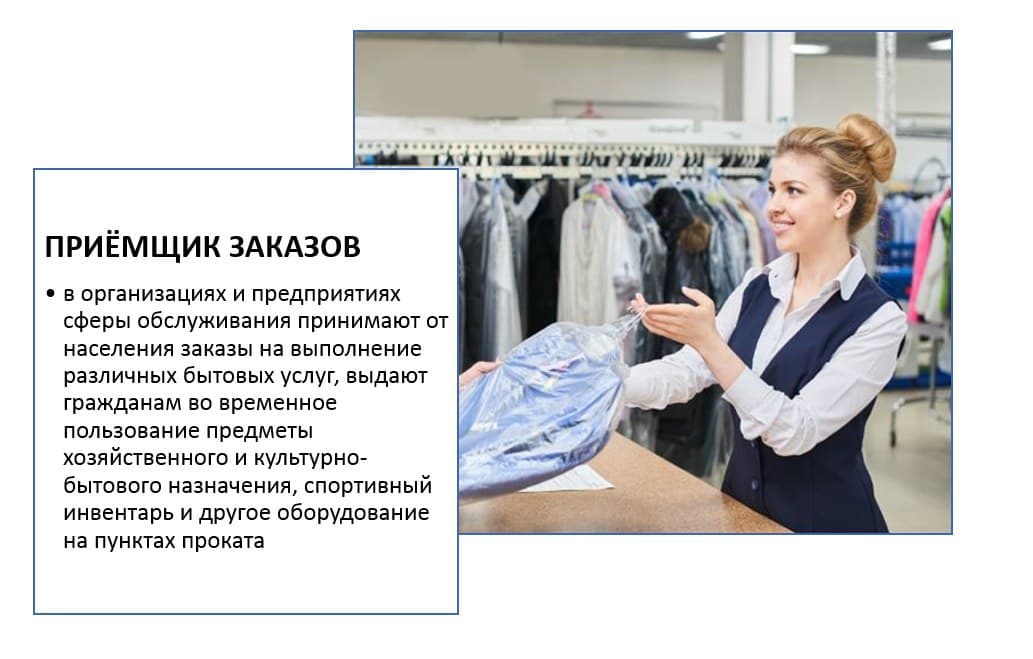 ПРИЁМЩИК ЗАКАЗОВ
• в организациях и предприятиях
сферы обслуживания принимают от
населения заказы на выполнение
различных бытовых услуг, выдают
гражданам во временное
пользование предметы
хозяйственного и культурно-
бытового назначения, спортивный
инвентарь и другое оборудование
на пунктах проката